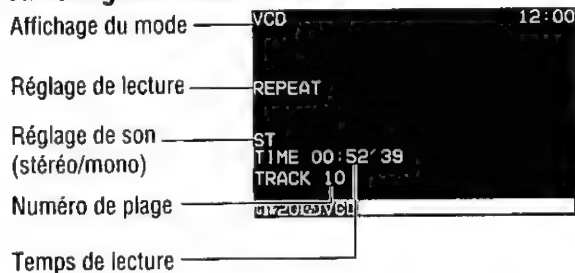 Affichage du mode
VCD 12:00
Réglage de lecture
REPEAT
Réglage de son
(stéréo/mono)
ST
TIME 00:52'39
TRACK 10
Numéro de plage
Temps de lecture